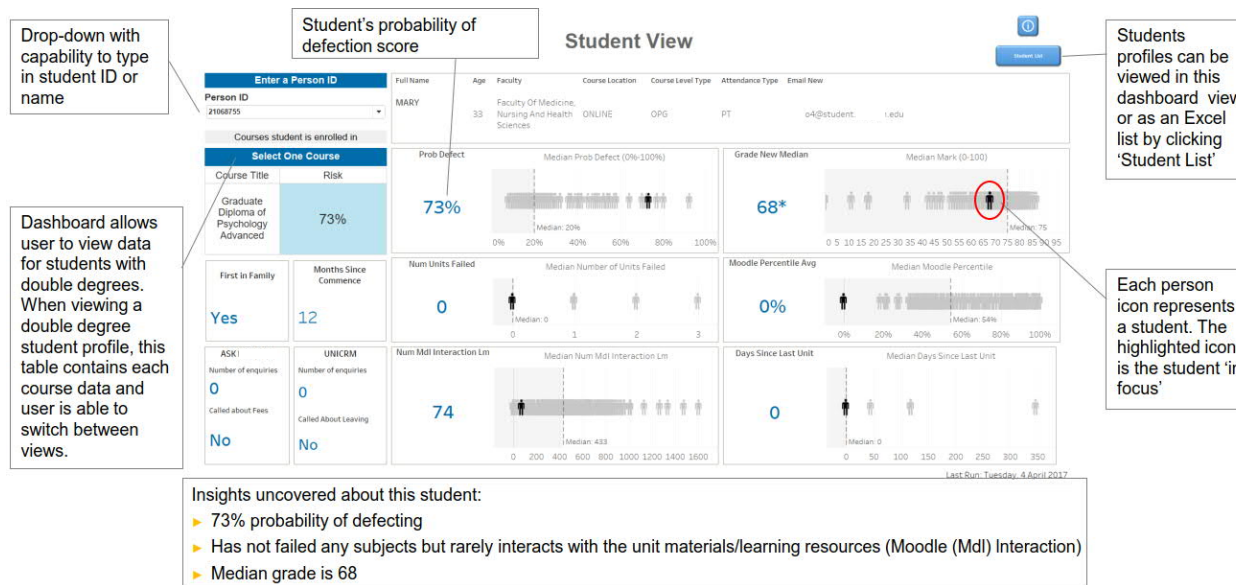 Drop-down with
capability to type
in student ID or
name
Student's probability of
defection score
Student View
Student List
Students
profiles can be
viewed in this
dashboard view
or as an Excel
list by clicking
'Student List'
Enter a Person ID
Person ID
21068755
Courses student is enrolled in
Full Name Age Faculty Course Location Course Level Type Attendance Type Email New
MARY 33 Faculty Of Medicine, Nursing And Health Sciences ONLINE OPG PT o4@student. .edu
Select One Course
Course Title Risk
Graduate
Diploma of
Psychology
Advanced
73%
Prob Defect
Median Prob Defect (0%-100%)
73%
Median: 20%
0% 20% 40% 60% 80% 100%
Grade New Median
Median Mark (0-100)
68*
Median: 75
0 5 10 15 20 25 30 35 40 45 50 55 60 65 70 75 80 85 90 95
Dashboard allows
user to view data
for students with
double degrees.
When viewing a
double degree
student profile, this
table contains each
course data and
user is able to
switch between
views.
First in Family
Yes
Months Since
Commence
12
Num Units Failed
Median Number of Units Failed
0
Median: 0
0 1 2 3
Moodle Percentile Avg
Median Moodle Percentile
0%
Median: 54%
0% 20% 40% 60% 80% 100%
Each person
icon represents
a student. The
highlighted icon
is the student 'in
focus'
ASK
Number of enquiries
0
Called about Fees
No
UNICRM
Number of enquiries
0
Called About Leaving
No
Num Mdl Interaction Lm
Median Num Mdl Interaction Lm
74
Median: 433
0 200 400 600 800 1000 1200 1400 1600
Days Since Last Unit
Median Days Since Last Unit
0
Median: 0
0 50 100 150 200 250 300 350
Last Run: Tuesday, 4 April 2017
Insights uncovered about this student:
► 73% probability of defecting
► Has not failed any subjects but rarely interacts with the unit materials/learning resources (Moodle (Mdl) Interaction)
► Median grade is 68